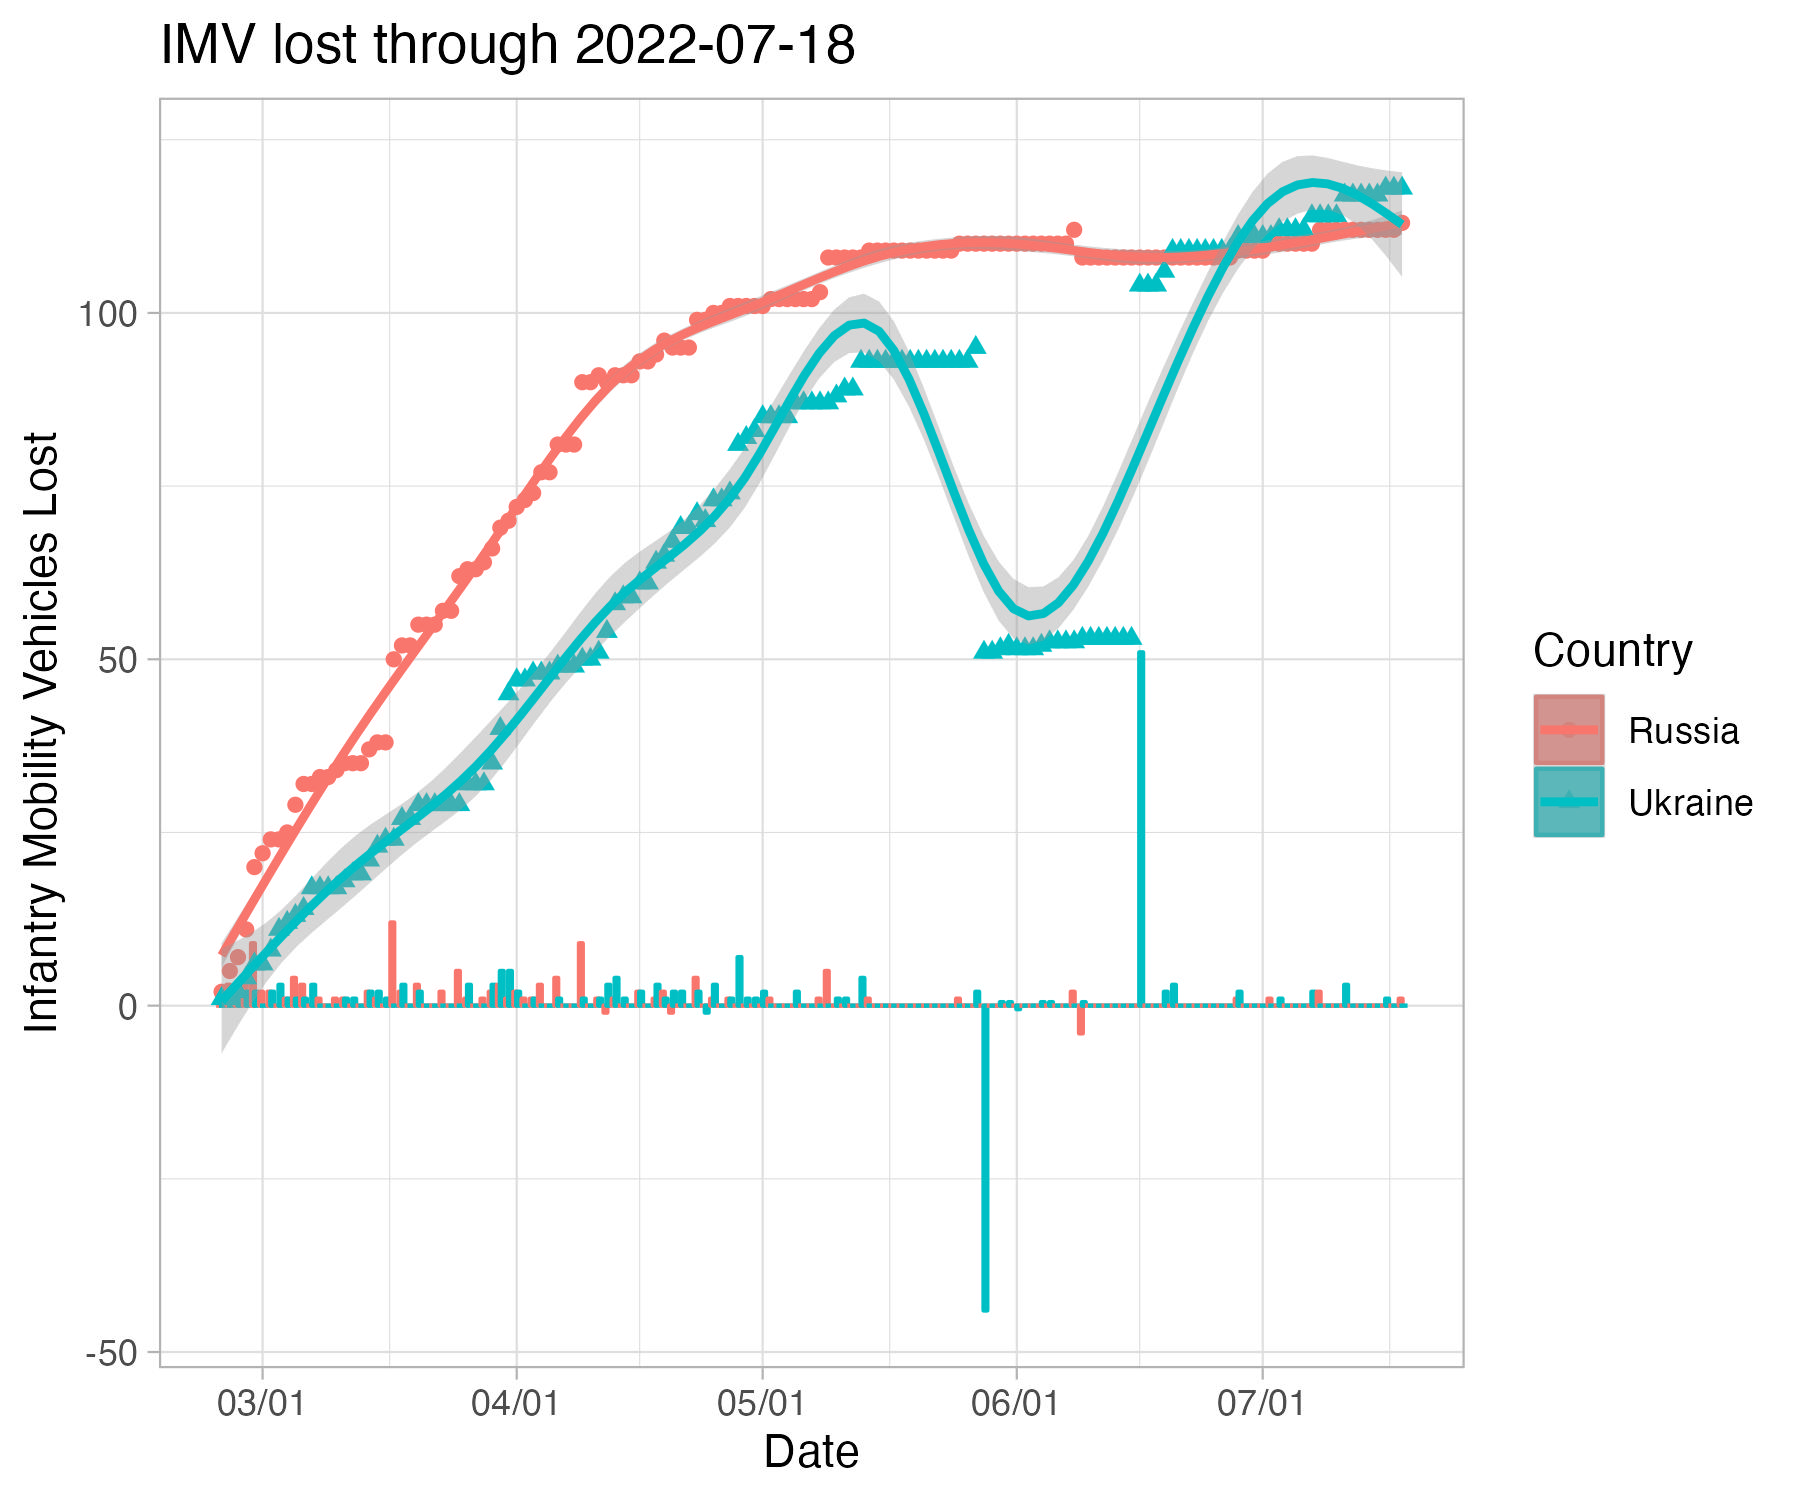 IMV lost through 2022-07-18
Infantry Mobility Vehicles Lost
100
50
0
-50
03/01
04/01
05/01
06/01
07/01
Date
Country
Russia
Ukraine